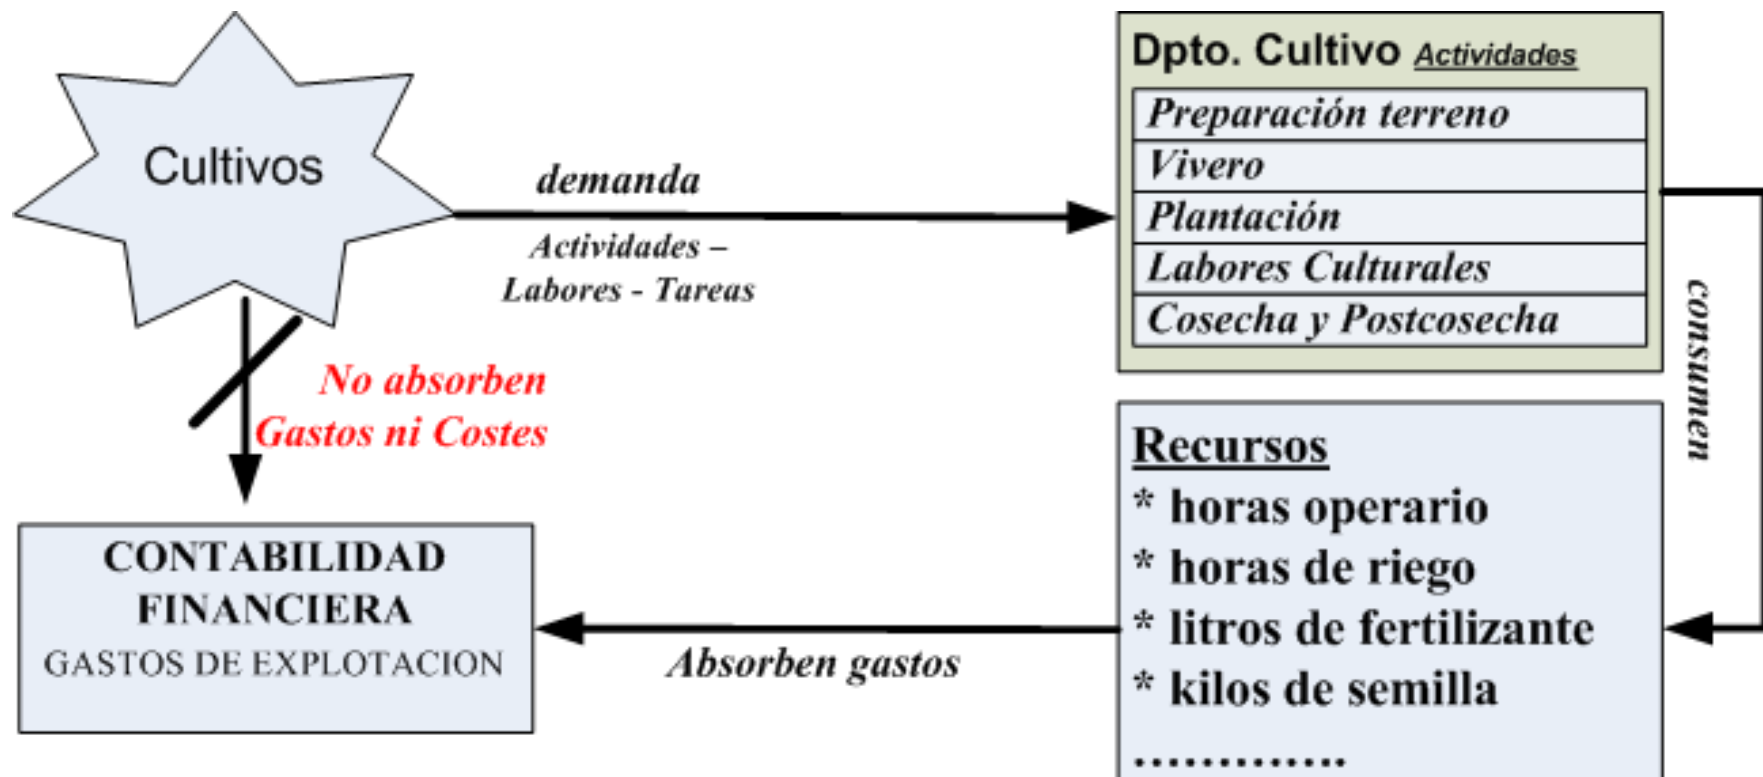 Cultivos
demanda
Actividades –
Labores - Tareas
Dpto. Cultivo Actividades
Preparación terreno
Vivero
Plantación
Labores Culturales
Cosecha y Postcosecha
consumen
No absorben
Gastos ni Costes
Recursos
* horas operario
* horas de riego
* litros de fertilizante
* kilos de semilla
.............
Absorben gastos
CONTABILIDAD
FINANCIERA
GASTOS DE EXPLOTACION